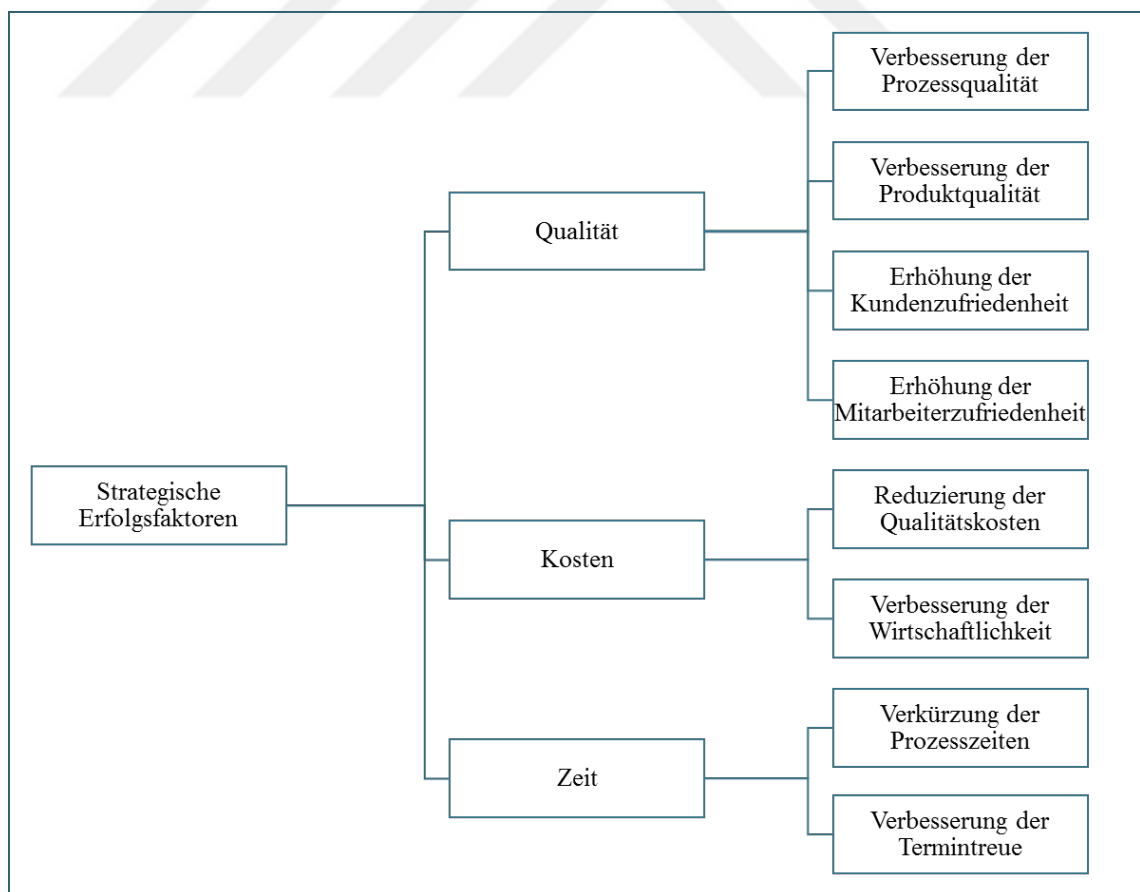 Strategische
Erfolgsfaktoren
Qualität
Verbesserung der
Prozessqualität
Verbesserung der
Produktqualität
Erhöhung der
Kundenzufriedenheit
Erhöhung der
Mitarbeiterzufriedenheit
Kosten
Reduzierung der
Qualitätskosten
Verbesserung der
Wirtschaftlichkeit
Zeit
Verkürzung der
Prozesszeiten
Verbesserung der
Termintreue